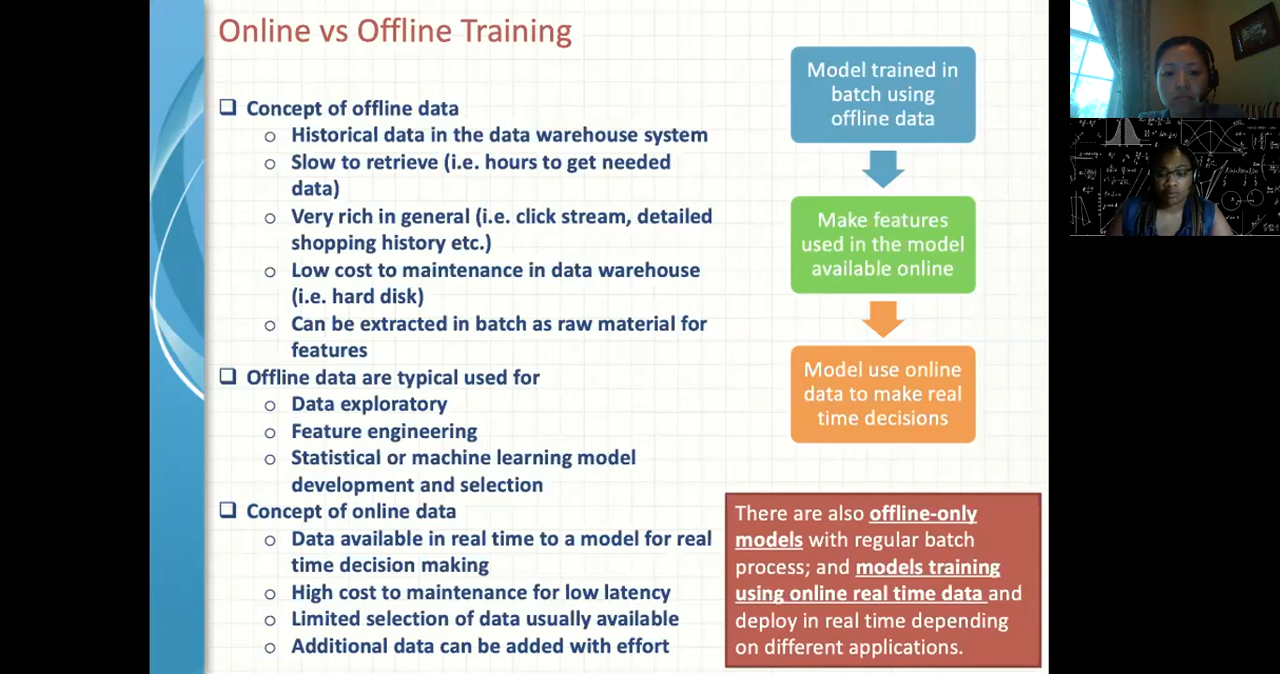 Online vs Offline Training
❑ Concept of offline data
o Historical data in the data warehouse system
o Slow to retrieve (i.e. hours to get needed
data)
o Very rich in general (i.e. click stream, detailed
shopping history etc.)
o Low cost to maintenance in data warehouse
(i.e. hard disk)
o Can be extracted in batch as raw material for
features
❑ Offline data are typical used for
o Data exploratory
o Feature engineering
o Statistical or machine learning model
development and selection
❑ Concept of online data
o Data available in real time to a model for real
time decision making
o High cost to maintenance for low latency
o Limited selection of data usually available
o Additional data can be added with effort
Model trained in
batch using
offline data
Make features
used in the model
available online
Model use online
data to make real
time decisions
There are also offline-only
models with regular batch
process; and models training
using online real time data and
deploy in real time depending
on different applications.